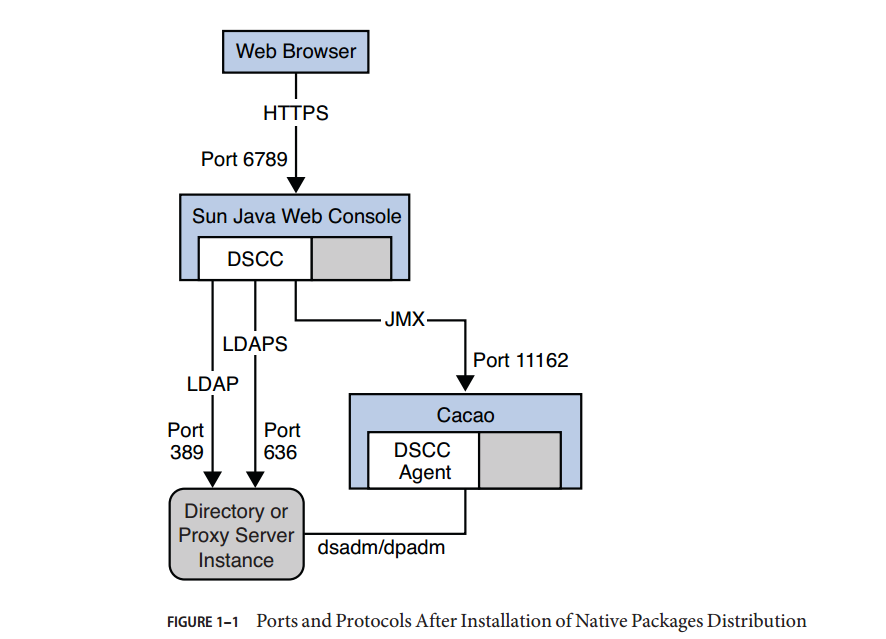 Web Browser
HTTPS
Port 6789
Sun Java Web Console
DSCC
JMX
LDAPS
Port 11162
LDAP
Cacao
Port
389
Port
636
DSCC
Agent
Directory or
Proxy Server
Instance
dsadm/dpadm
FIGURE 1–1 Ports and Protocols After Installation of Native Packages Distribution